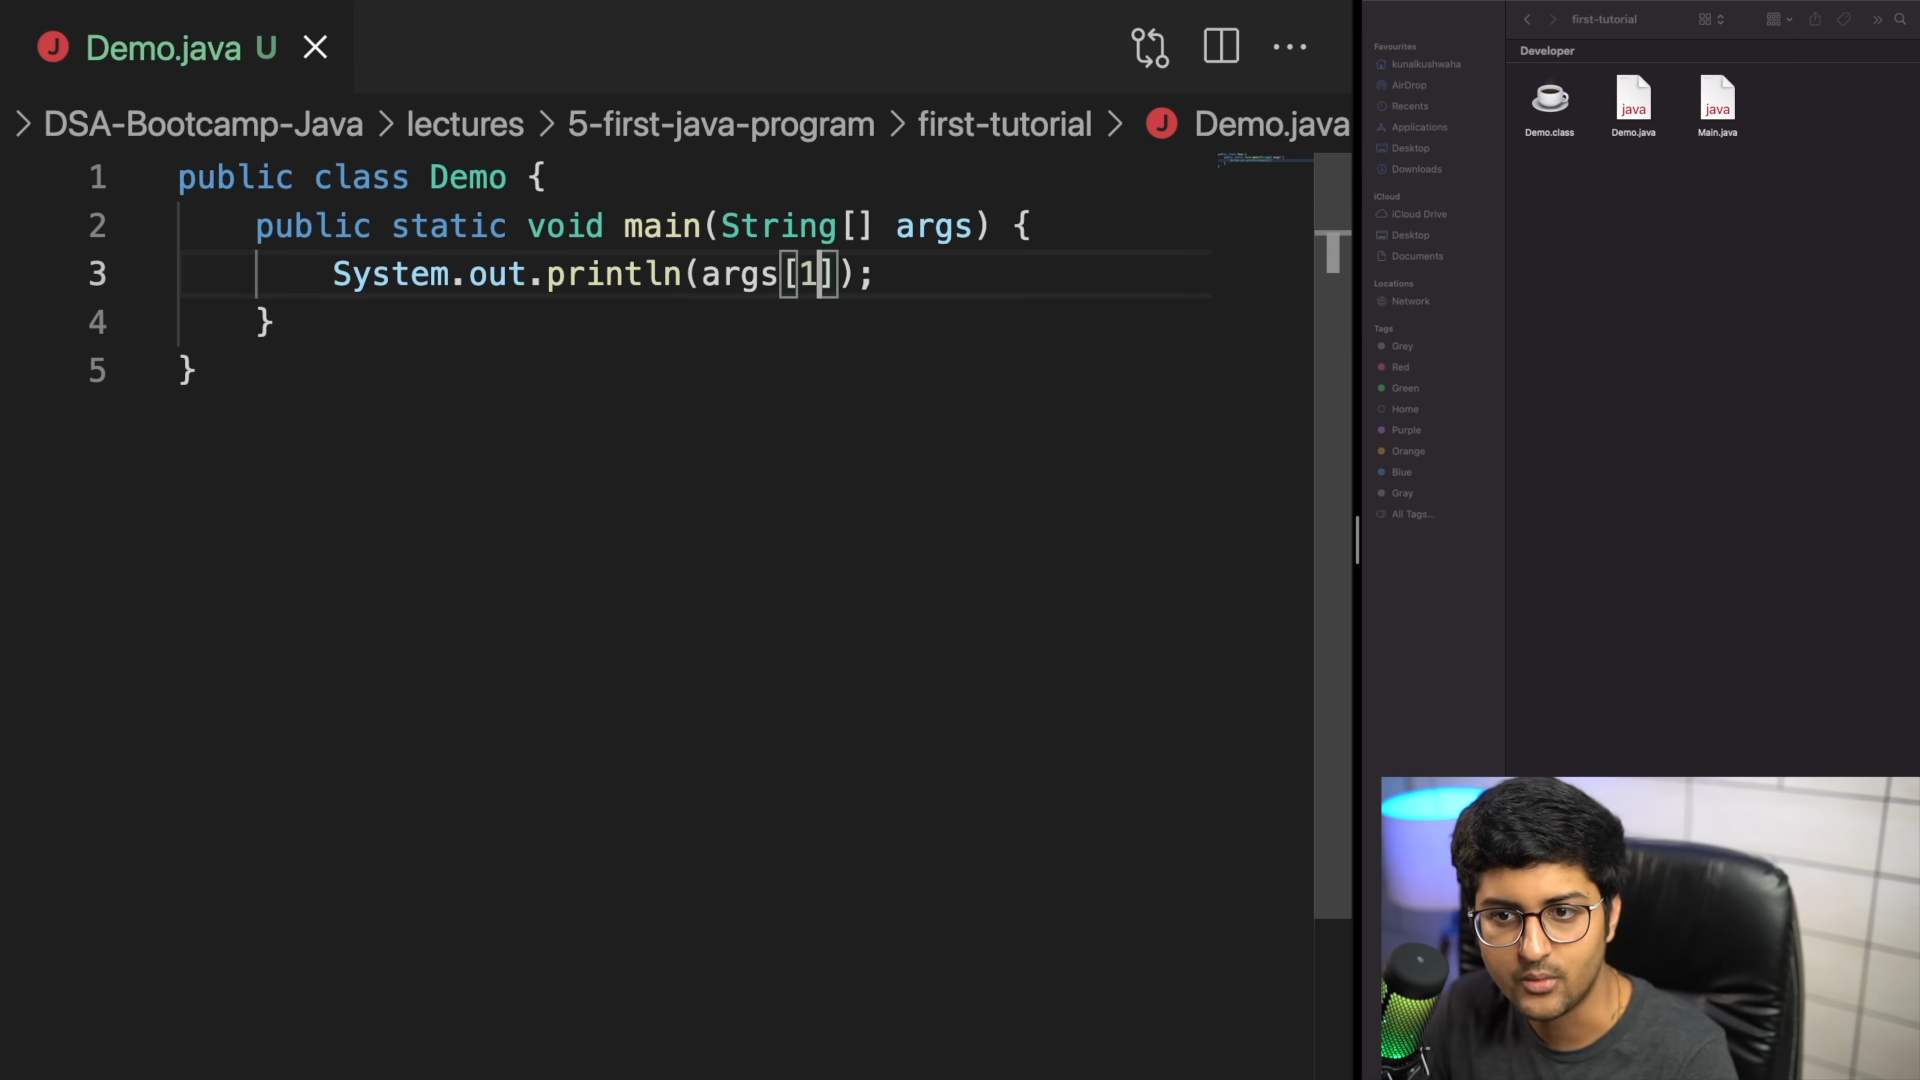 J Demo.java U
> DSA-Bootcamp-Java > lectures > 5-first-java-program > first-tutorial > J Demo.java
1 public class Demo {
2 public static void main(String[] args) {
3 System.out.println(args[1]);
4 }
5 }
first-tutorial
Favourites
kunalkushwaha
AirDrop
Recents
Applications
Desktop
Downloads
iCloud
iCloud Drive
Desktop
Documents
Locations
Network
Tags
Grey
Red
Green
Home
Purple
Orange
Blue
Gray
All Tags...
Developer
java java
Demo.class Demo.java Main.java